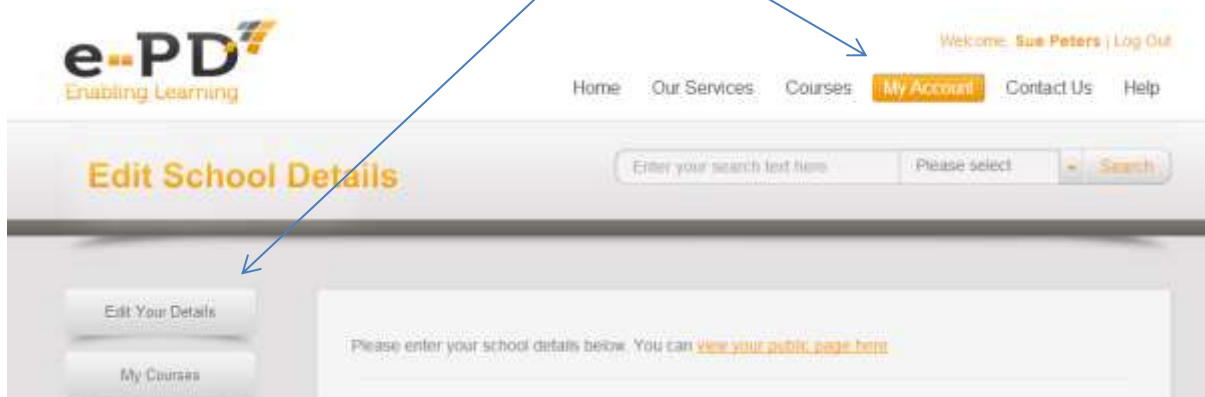 e--PD
Enabling Learning
Welcome, Sue Peters | Log Out
Home Our Services Courses My Account Contact Us Help
Edit School Details
Enter your search text here Please select Search
Edit Your Details
My Courses
Please enter your school details below. You can view your public page here